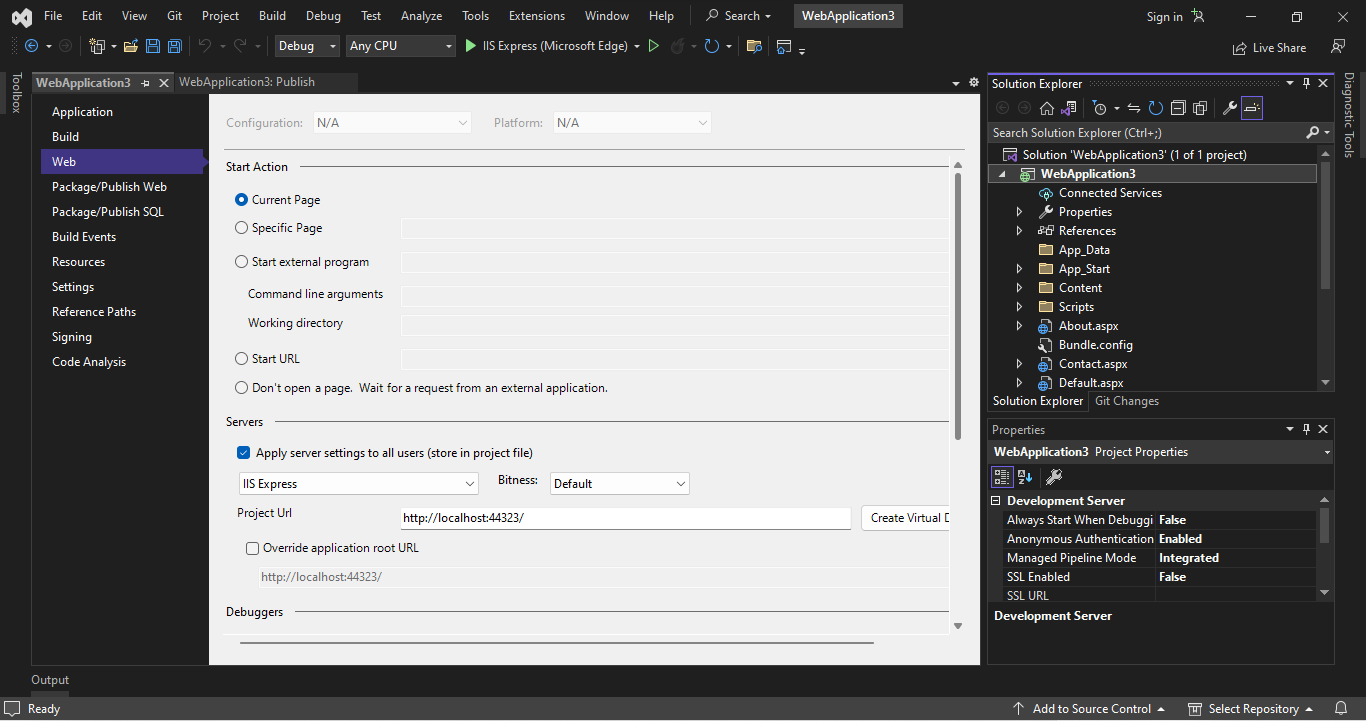 File Edit View Git Project Build Debug Test Analyze Tools Extensions Window Help Search WebApplication3 Sign in
Debug Any CPU IIS Express (Microsoft Edge) Live Share
Toolbox
WebApplication3 WebApplication3: Publish
Application
Build
Web
Package/Publish Web
Package/Publish SQL
Build Events
Resources
Settings
Reference Paths
Signing
Code Analysis
Configuration: N/A Platform: N/A
Start Action
Current Page
Specific Page
Start external program
Command line arguments
Working directory
Start URL
Don't open a page. Wait for a request from an external application.
Servers
Apply server settings to all users (store in project file)
IIS Express Bitness: Default
Project Url http://localhost:44323/ Create Virtual D
Override application root URL
http://localhost:44323/
Debuggers
Solution Explorer
Search Solution Explorer (Ctrl+;)
Solution 'WebApplication3' (1 of 1 project)
WebApplication3
Connected Services
Properties
References
App_Data
App_Start
Content
Scripts
About.aspx
Bundle.config
Contact.aspx
Default.aspx
Solution Explorer Git Changes
Properties
WebApplication3 Project Properties
Development Server
Always Start When Debuggi False
Anonymous Authentication Enabled
Managed Pipeline Mode Integrated
SSL Enabled False
SSL URL
Development Server
Diagnostic Tools
Output
Ready Add to Source Control Select Repository